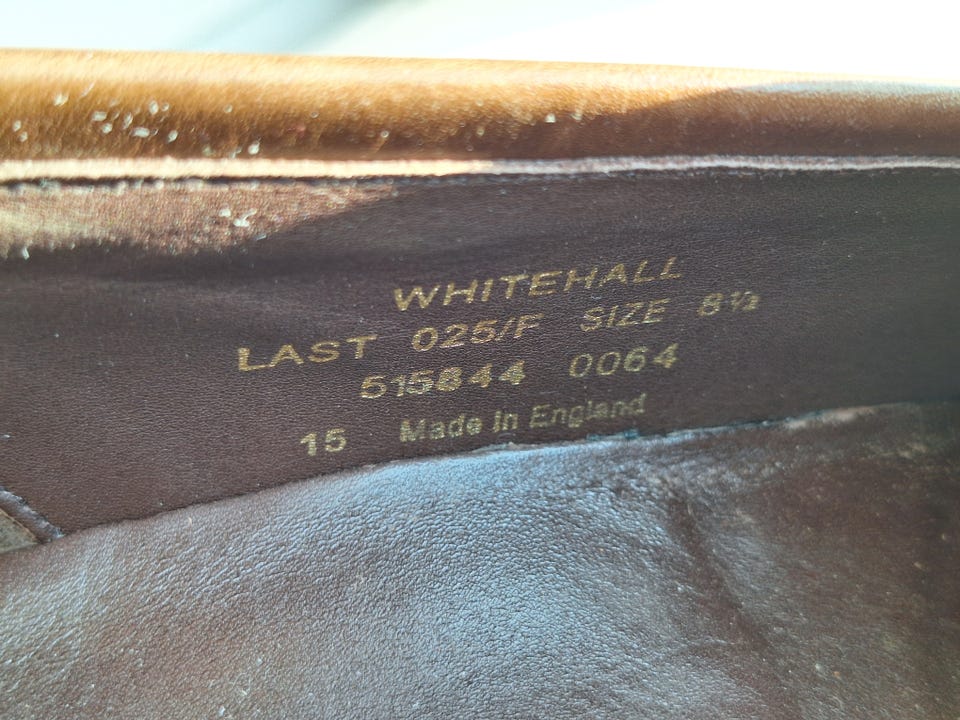 WHITEHALL
LAST 025/F SIZE 8½
515844 0064
15 Made in England